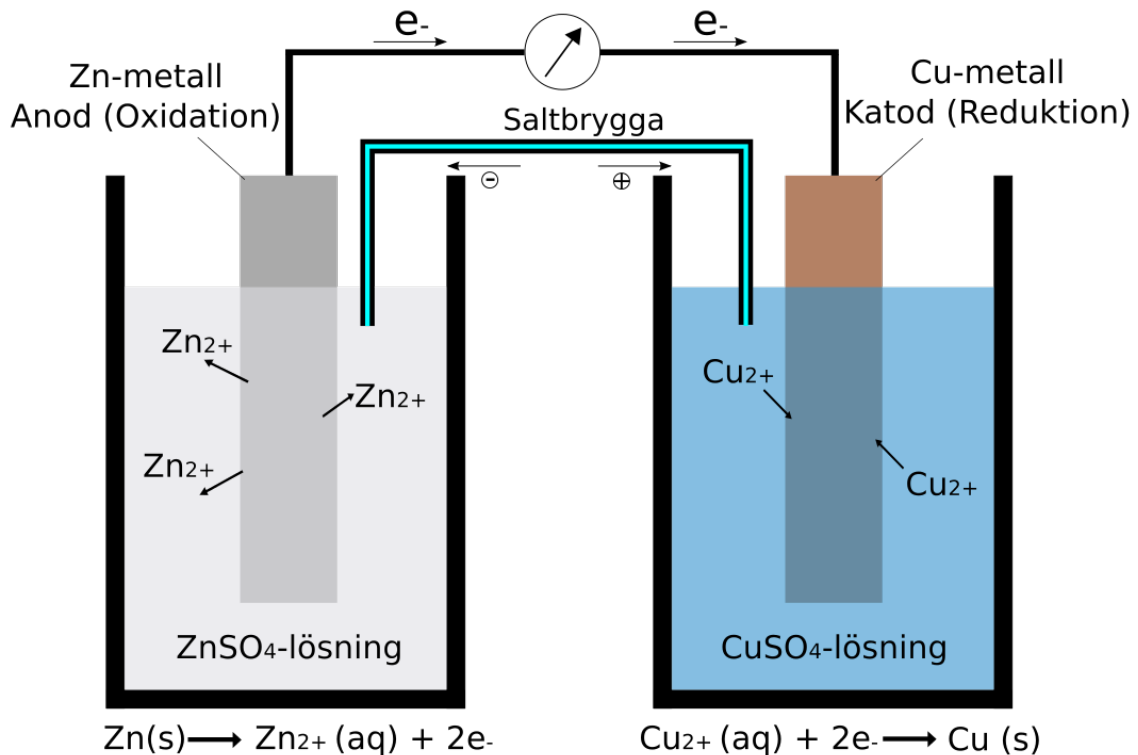 e-
e-
Zn-metall
Anod (Oxidation)
Cu-metall
Katod (Reduktion)
Saltbrygga
⊖
⊕
Zn2+
Zn2+
Zn2+
Cu2+
Cu2+
ZnSO4-lösning
CuSO4-lösning
Zn(s) → Zn2+ (aq) + 2e-
Cu2+ (aq) + 2e- → Cu (s)